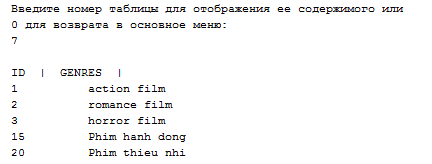 Введите номер таблицы для отображения ее содержимого или
0 для возврата в основное меню:
7
ID | GENRES |
1 action film
2 romance film
3 horror film
15 Phim hanh dong
20 Phim thieu nhi